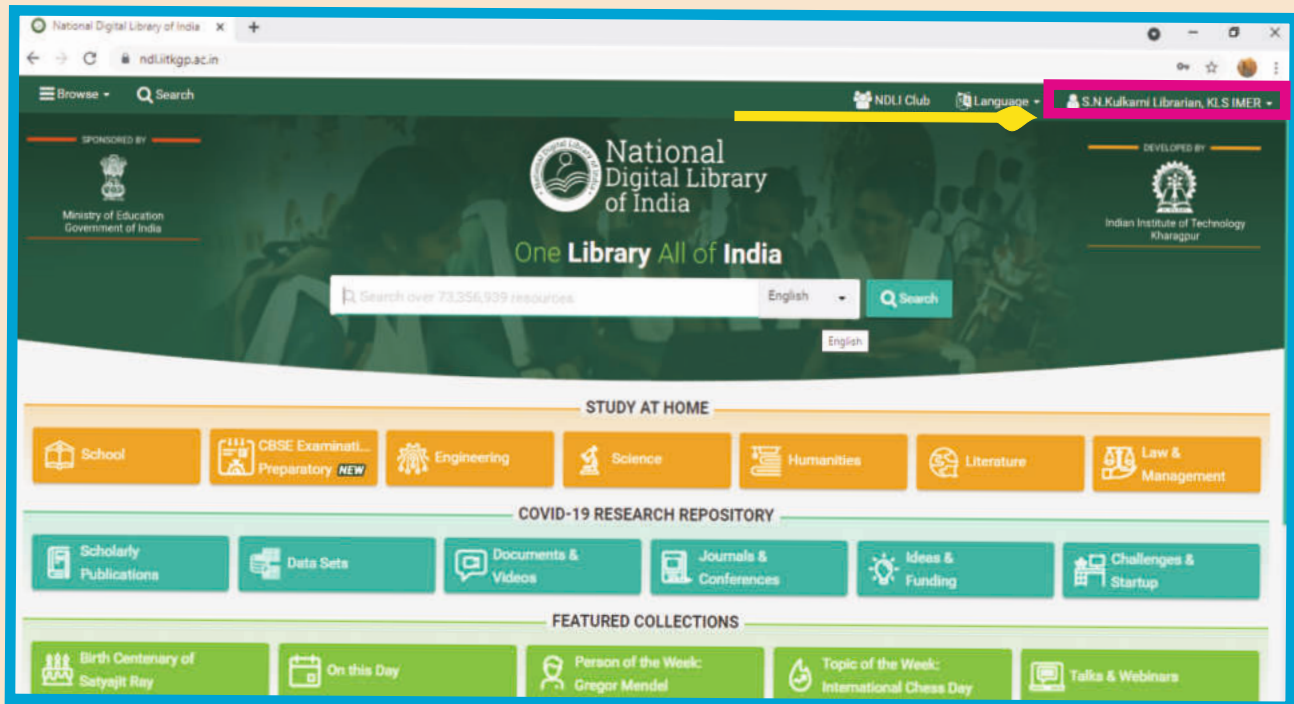 National Digital Library of India
ndl.iitkgp.ac.in
Browse
Search
NDLI Club
Language
S.N.Kulkarni Librarian, KLS IMER
SPONSORED BY
Ministry of Education
Government of India
National
Digital Library
of India
DEVELOPED BY
Indian Institute of Technology
Kharagpur
One Library All of India
Search over 73,356,939 resources.
English
Search
English
STUDY AT HOME
School
CBSE Examinati...
Preparatory NEW
Engineering
Science
Humanities
Literature
Law &
Management
COVID-19 RESEARCH REPOSITORY
Scholarly
Publications
Data Sets
Documents &
Videos
Journals &
Conferences
Ideas &
Funding
Challenges &
Startup
FEATURED COLLECTIONS
Birth Centenary of
Satyajit Ray
On this Day
Person of the Week:
Gregor Mendel
Topic of the Week:
International Chess Day
Talks & Webinars